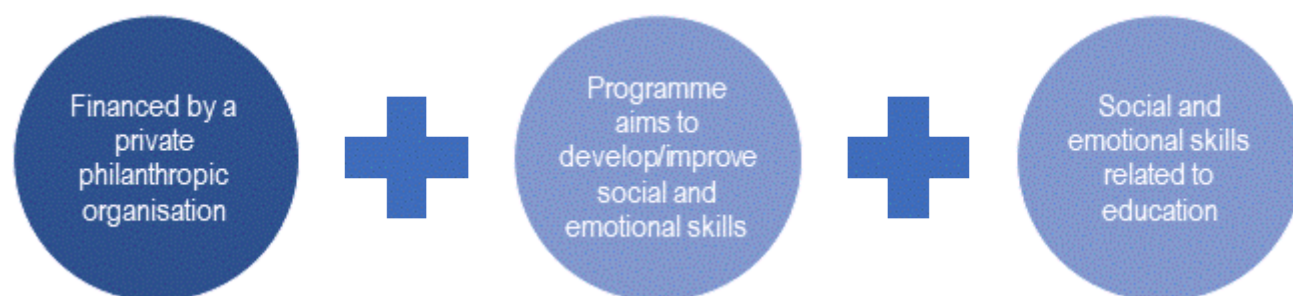 Financed by a
private
philanthropic
organisation
Programme
aims to
develop/improve
social and
emotional skills
Social and
emotional skills
related to
education